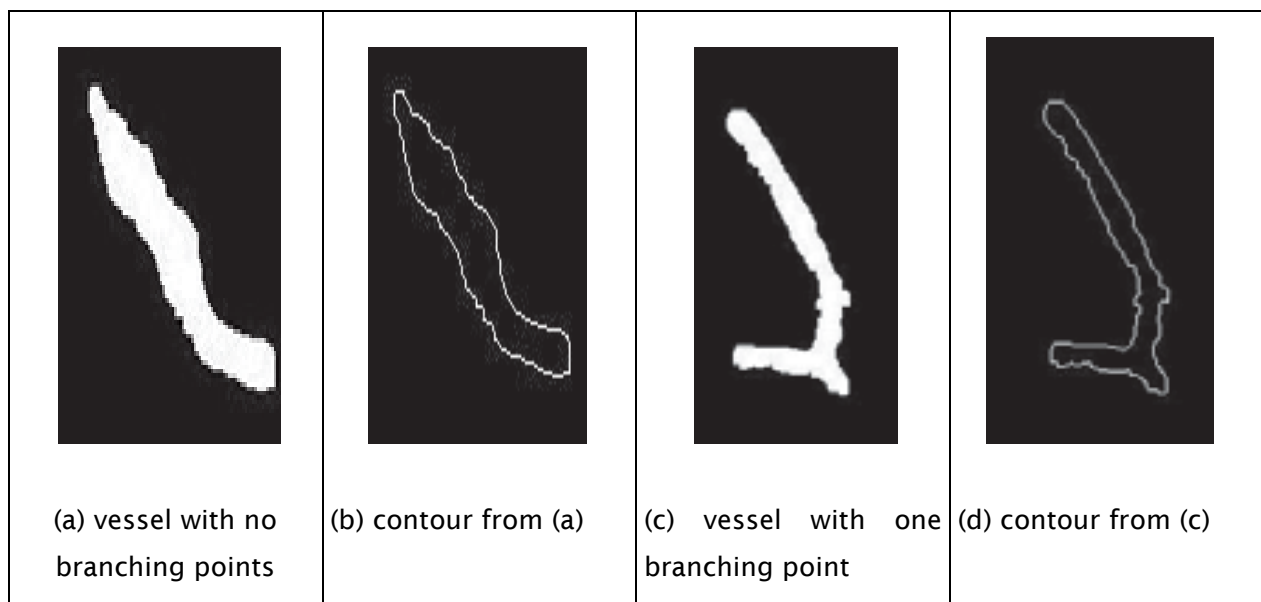 (a) vessel with no
branching points
(b) contour from (a)
(c) vessel with one
branching point
(d) contour from (c)